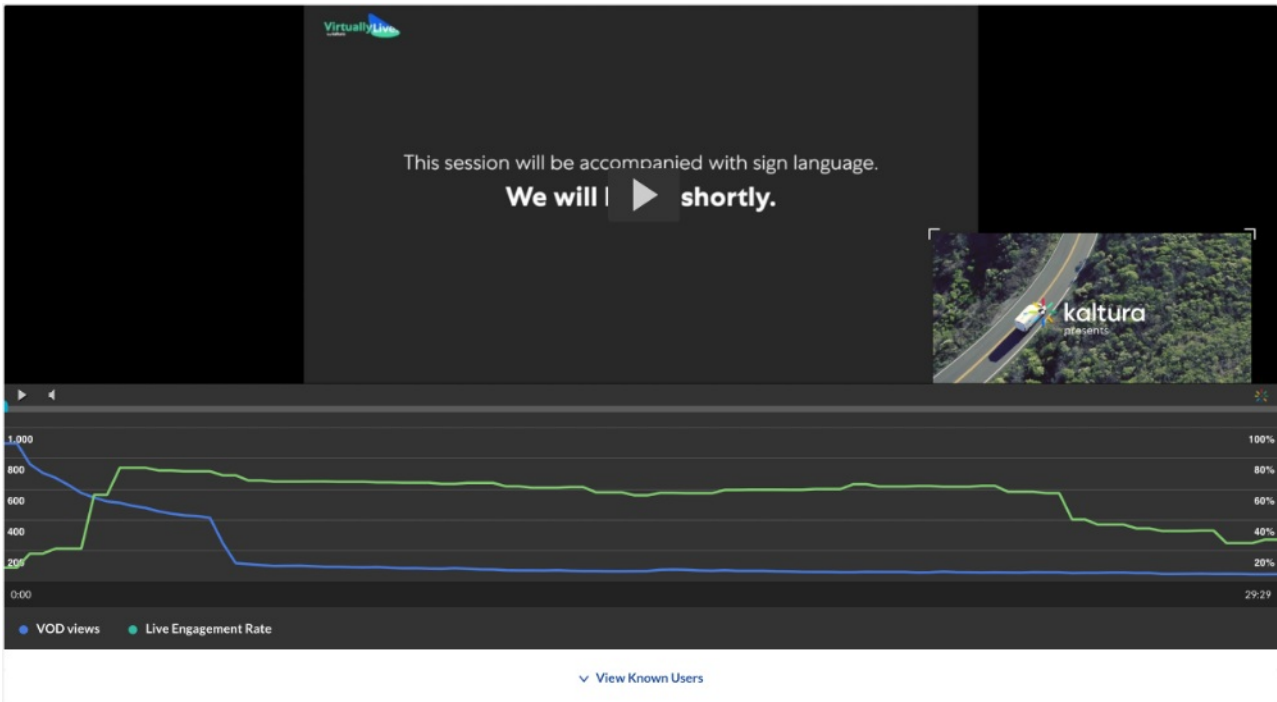 VirtuallyLive
This session will be accompanied with sign language.
We will shortly.
kaltura
presents
1,000
100%
800
80%
600
60%
400
40%
200
20%
0:00
29:29
VOD views
Live Engagement Rate
View Known Users